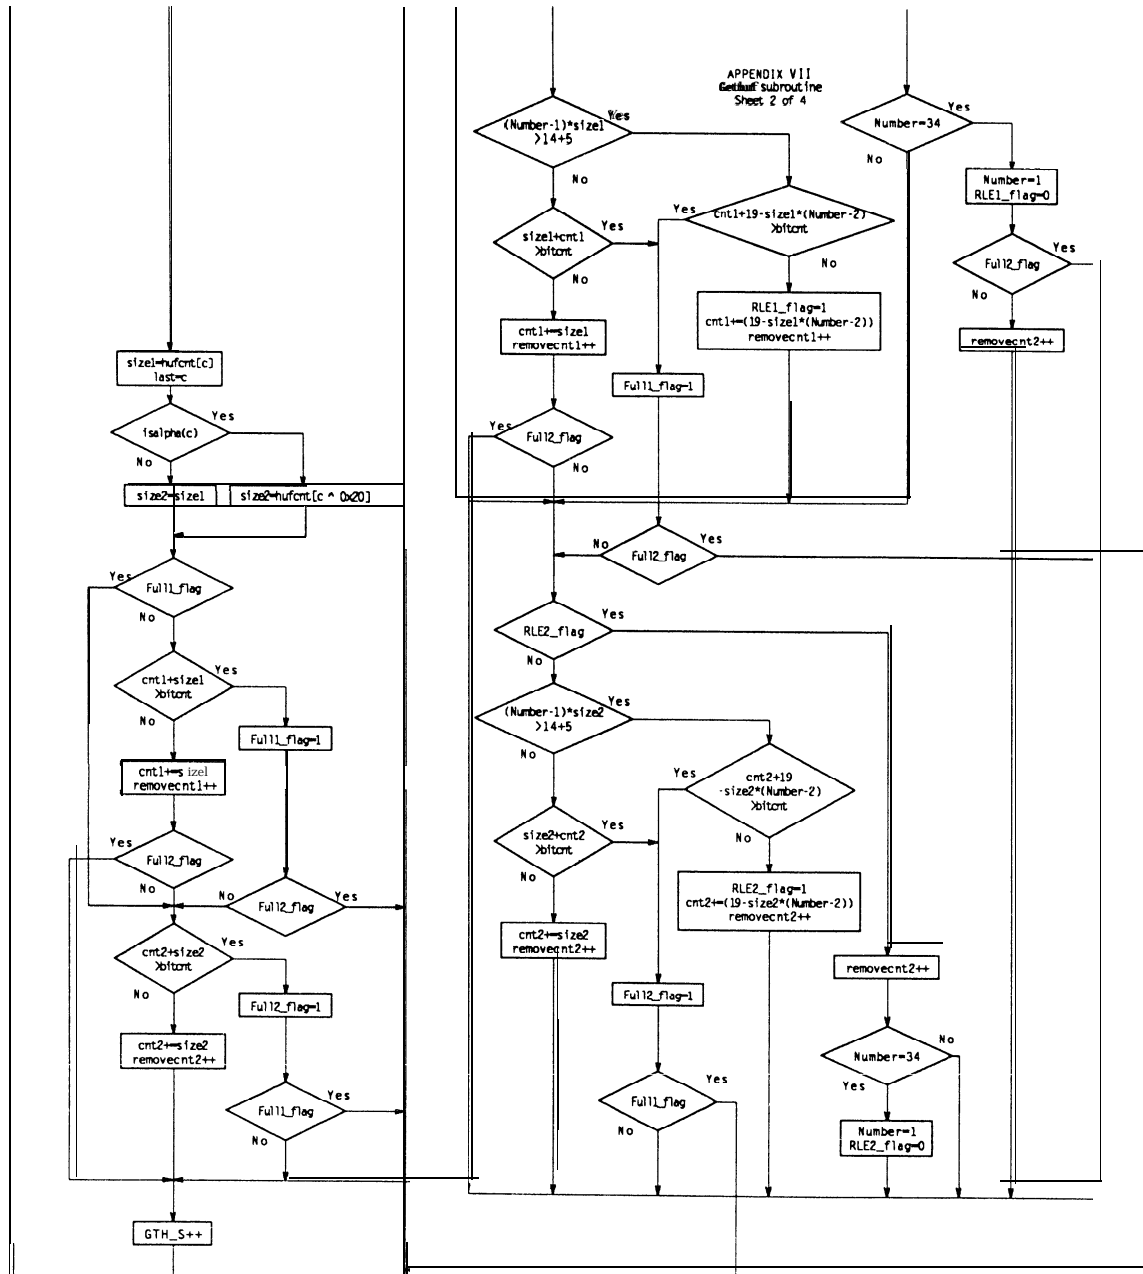 APPENDIX VII
Gethuf subroutine
Sheet 2 of 4
size1=hufcnt[c]
last=c
isalpha(c)
Yes
No
size2=size1
size2=hufcnt[c ^ 0x20]
Full1_flag
Yes
No
cnt1+size1
>bitcnt
Yes
No
Full1_flag=1
cnt1+=size1
removecnt1++
Full2_flag
Yes
No
Full2_flag
No
Yes
cnt2+size2
>bitcnt
Yes
No
Full2_flag=1
cnt2+=size2
removecnt2++
Full1_flag
Yes
No
GTH_S++
(Number-1)*size1
>14+5
Yes
No
size1+cnt1
>bitcnt
Yes
No
cnt1+19-size1*(Number-2)
>bitcnt
Yes
No
cnt1+=size1
removecnt1++
RLE1_flag=1
cnt1+=(19-size1*(Number-2))
removecnt1++
Full1_flag=1
Full2_flag
Yes
No
Full2_flag
No
Yes
RLE2_flag
Yes
No
(Number-1)*size2
>14+5
Yes
No
cnt2+19
-size2*(Number-2)
>bitcnt
Yes
No
size2+cnt2
>bitcnt
Yes
No
RLE2_flag=1
cnt2+=(19-size2*(Number-2))
removecnt2++
cnt2+=size2
removecnt2++
Full2_flag=1
Full1_flag
Yes
No
removecnt2++
Number=34
No
Yes
Number=1
RLE2_flag=0
Number=34
Yes
No
Number=1
RLE1_flag=0
Full2_flag
Yes
No
removecnt2++